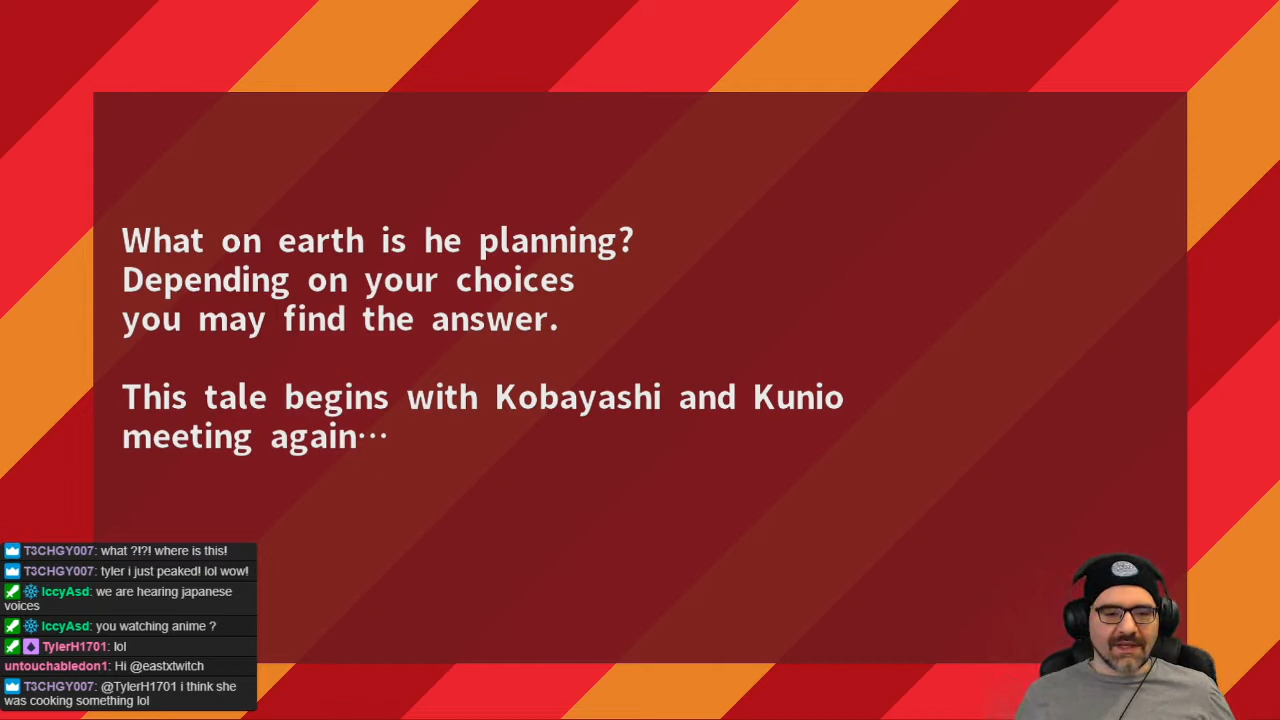 What on earth is he planning?
Depending on your choices
you may find the answer.
This tale begins with Kobayashi and Kunio
meeting again…
T3CHGY007: what ?!?! where is this!
T3CHGY007: tyler i just peaked! lol wow!
IccyAsd: we are hearing japanese
voices
IccyAsd: you watching anime ?
TylerH1701: lol
untouchabledon1: Hi @eastxtwitch
T3CHGY007: @TylerH1701 i think she
was cooking something lol